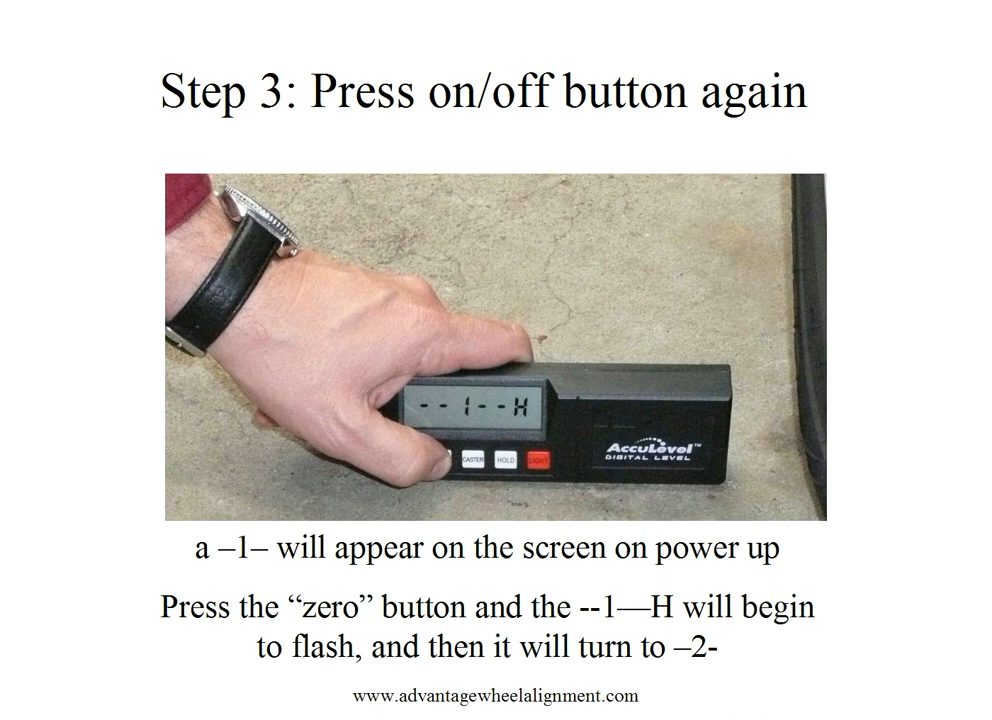 Step 3: Press on/off button again
--1--H
CASTER HOLD LIGHT
AccuLevel™
DIGITAL LEVEL
a –1– will appear on the screen on power up
Press the “zero” button and the --1—H will begin
to flash, and then it will turn to –2-
www.advantagewheelalignment.com